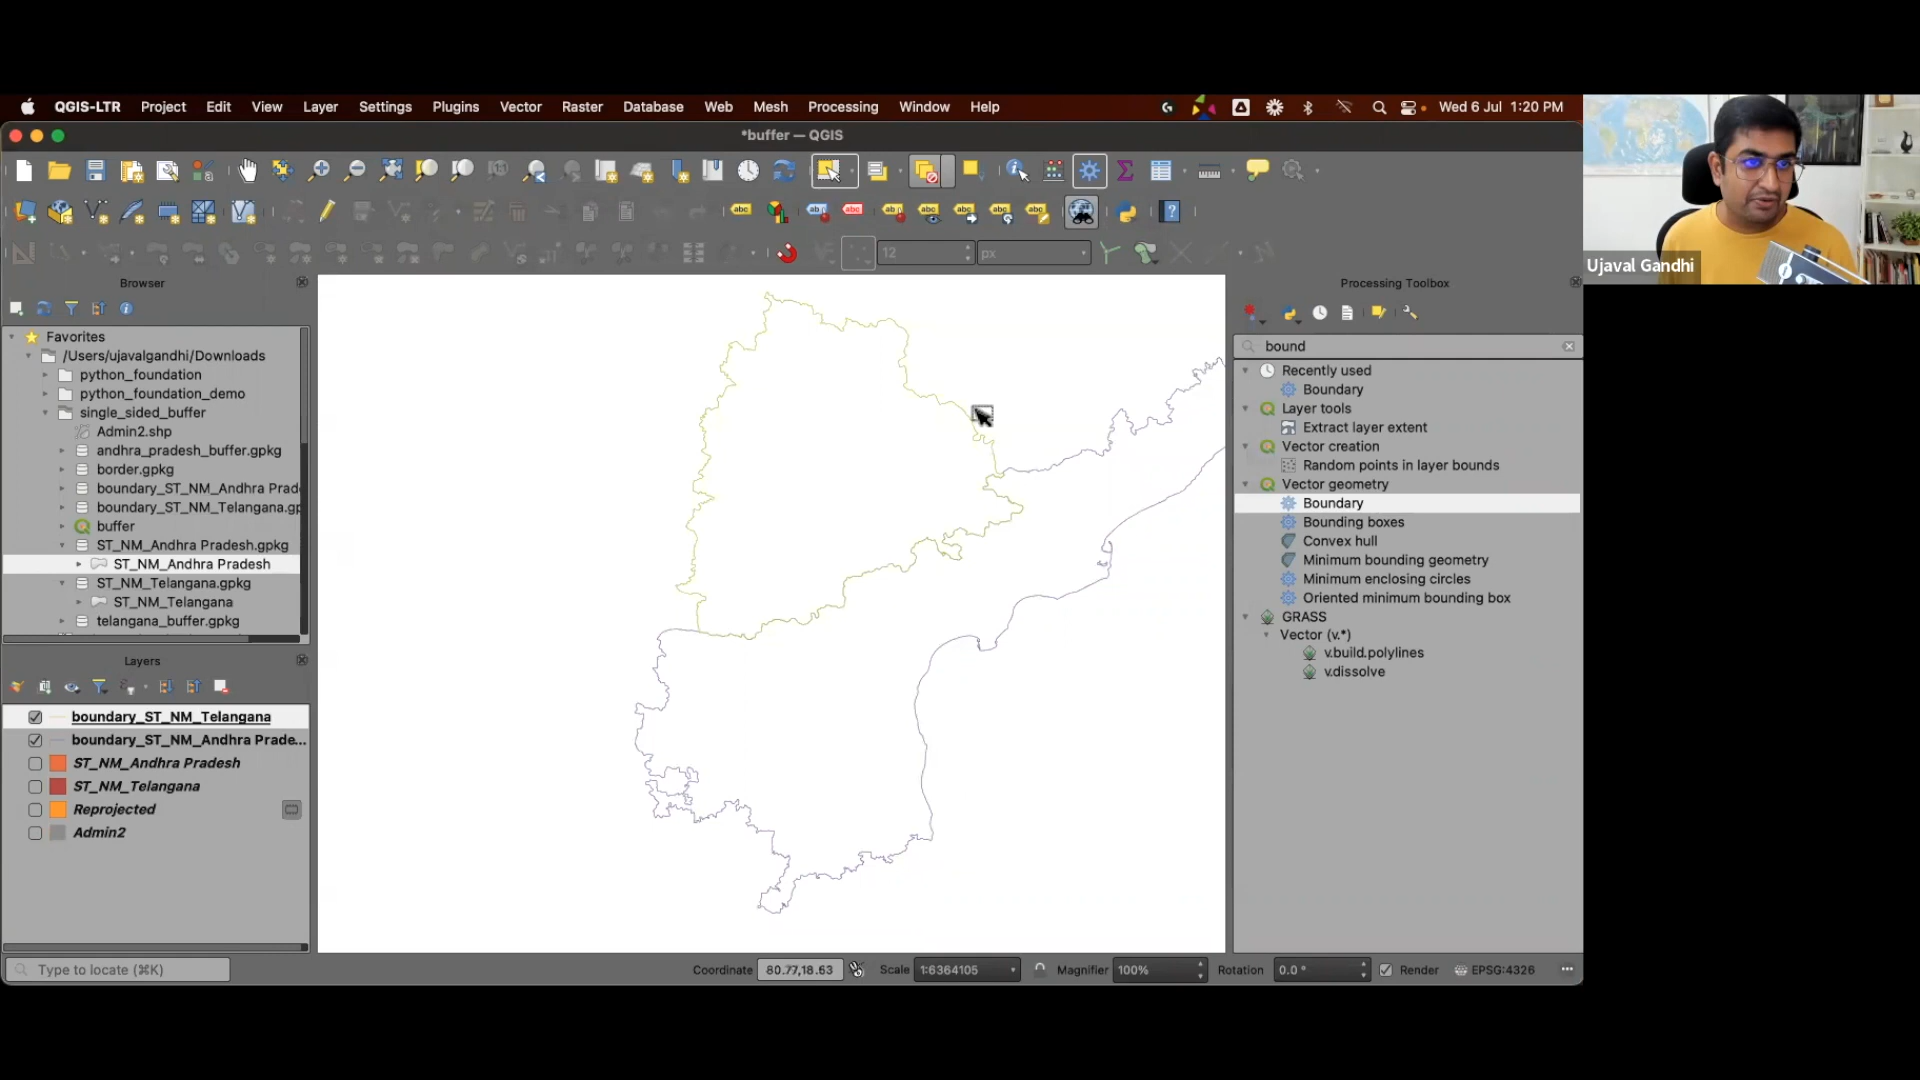 QGIS-LTR Project Edit View Layer Settings Plugins Vector Raster Database Web Mesh Processing Window Help Wed 6 Jul 1:20 PM
*buffer — QGIS
12 px
Ujaval Gandhi
Browser
Favorites
/Users/ujavalgandhi/Downloads
python_foundation
python_foundation_demo
single_sided_buffer
Admin2.shp
andhra_pradesh_buffer.gpkg
border.gpkg
boundary_ST_NM_Andhra Prad
boundary_ST_NM_Telangana.gp
buffer
ST_NM_Andhra Pradesh.gpkg
ST_NM_Andhra Pradesh
ST_NM_Telangana.gpkg
ST_NM_Telangana
telangana_buffer.gpkg
Layers
boundary_ST_NM_Telangana
boundary_ST_NM_Andhra Prade...
ST_NM_Andhra Pradesh
ST_NM_Telangana
Reprojected
Admin2
Processing Toolbox
bound
Recently used
Boundary
Layer tools
Extract layer extent
Vector creation
Random points in layer bounds
Vector geometry
Boundary
Bounding boxes
Convex hull
Minimum bounding geometry
Minimum enclosing circles
Oriented minimum bounding box
GRASS
Vector (v.*)
v.build.polylines
v.dissolve
Type to locate (⌘K) Coordinate 80.77,18.63 Scale 1:6364105 Magnifier 100% Rotation 0.0 ° Render EPSG:4326